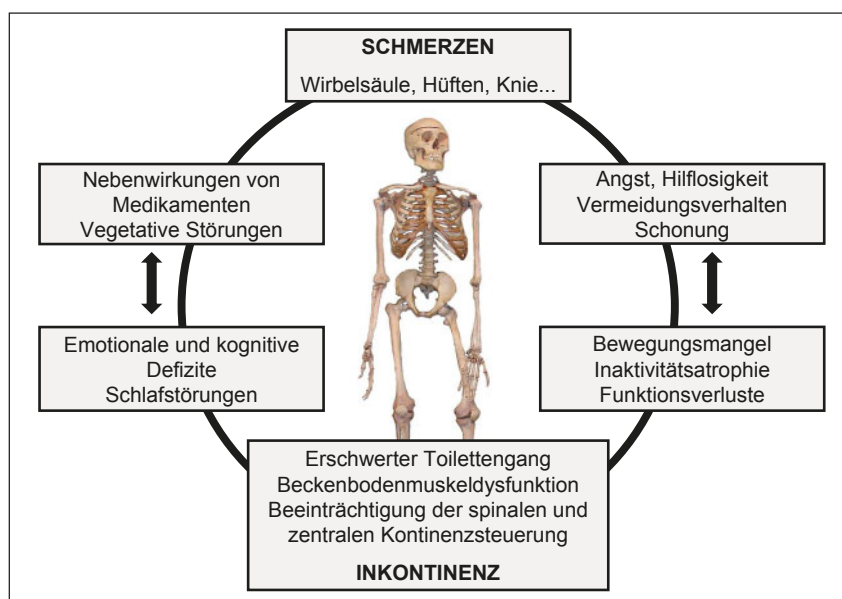 SCHMERZEN
Wirbelsäule, Hüften, Knie...
Nebenwirkungen von
Medikamenten
Vegetative Störungen
Angst, Hilflosigkeit
Vermeidungsverhalten
Schonung
Emotionale und kognitive
Defizite
Schlafstörungen
Bewegungsmangel
Inaktivitätsatrophie
Funktionsverluste
Erschwerter Toilettengang
Beckenbodenmuskeldysfunktion
Beeinträchtigung der spinalen und
zentralen Kontinenzsteuerung
INKONTINENZ